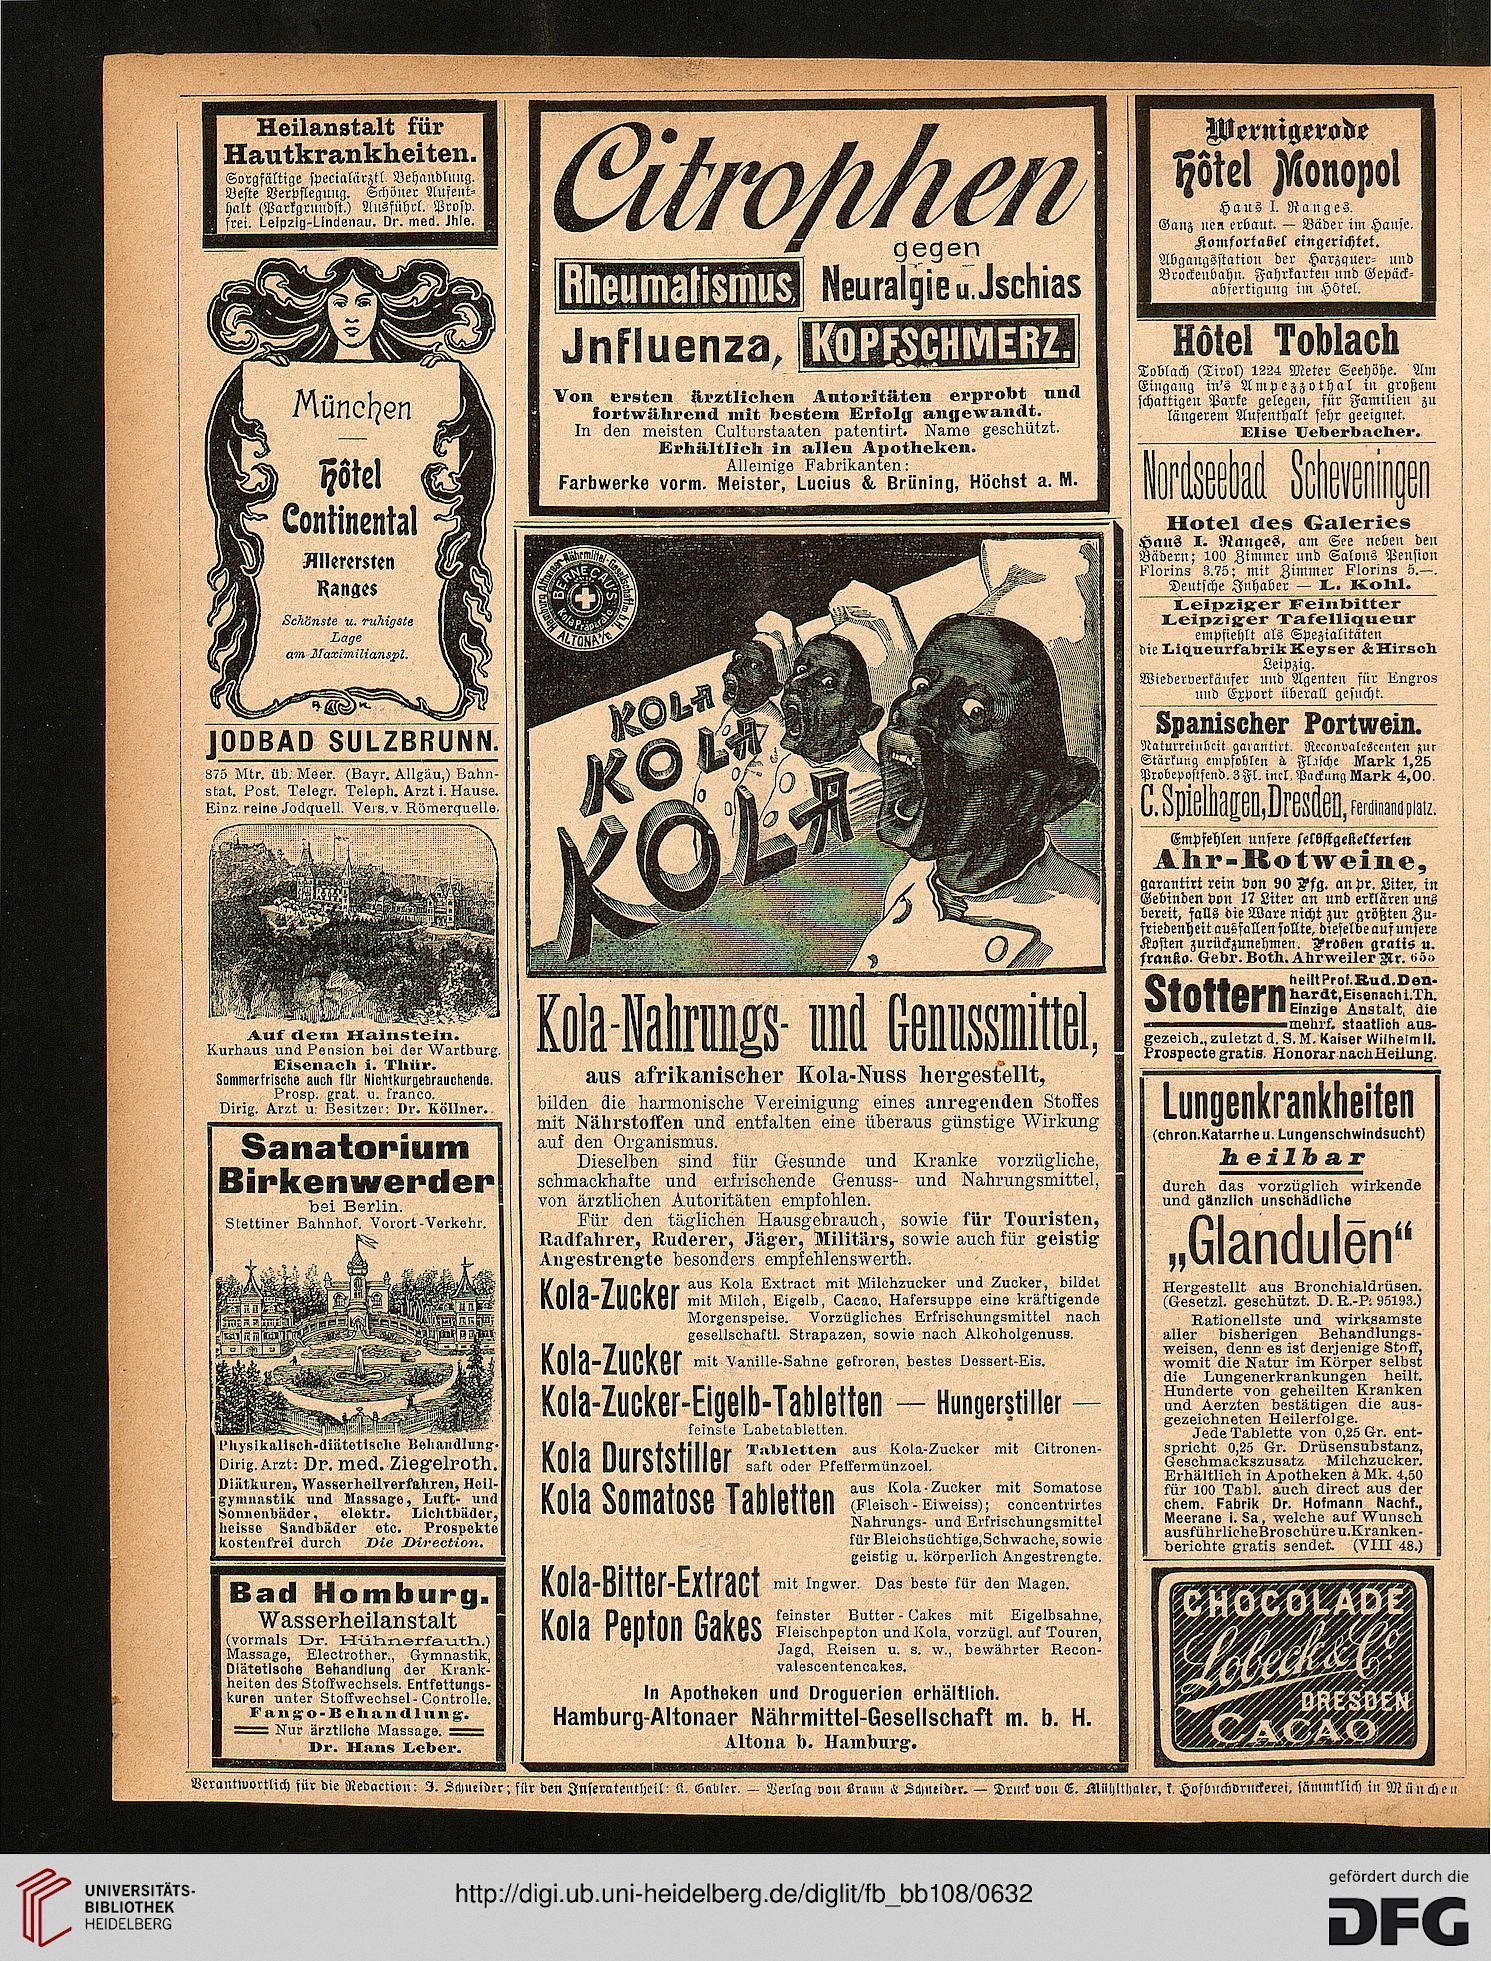 Heilanstalt für
Hautkrankheiten.
Sorgfältige specialärztl. Behandlung.
Beste Verpflegung. Schöner Aufent-
halt (Parkgrundst.) Ausführl. Prosp.
frei. Leipzig-Lindenau. Dr. med. Jhle.
München
Hôtel
Continental
Allerersten
Ranges
Schönste u. ruhigste
Lage
am Maximilianspl.
JODBAD SULZBRUNN.
875 Mtr. üb. Meer. (Bayr. Allgäu,) Bahn-
stat. Post. Telegr. Teleph. Arzt i. Hause.
Einz. reine Jodquell. Vers. v. Römerquelle.
Auf dem Hainstein.
Kurhaus und Pension bei der Wartburg.
Eisenach i. Thür.
Sommerfrische auch für Nichtkurgebrauchende.
Prosp. grat. u. franco.
Dirig. Arzt u. Besitzer: Dr. Köllner.
Sanatorium
Birkenwerder
bei Berlin.
Stettiner Bahnhof. Vorort-Verkehr.
Physikalisch-diätetische Behandlung.
Dirig. Arzt: Dr. med. Ziegelroth.
Diätkuren, Wasserheilverfahren, Heil-
gymnastik und Massage, Luft- und
Sonnenbäder, elektr. Lichtbäder,
heisse Sandbäder etc. Prospekte
kostenfrei durch Die Direction.
Bad Homburg.
Wasserheilanstalt
(vormals Dr. Hühnerfauth.)
Massage, Electrother., Gymnastik,
Diätetische Behandlung der Krank-
heiten des Stoffwechsels. Entfettungs-
kuren unter Stoffwechsel-Controlle.
Fango-Behandlung.
Nur ärztliche Massage.
Dr. Hans Leber.
Citrophen
gegen
Rheumatismus, Neuralgie u. Jschias
Jnfluenza, KOPFSCHMERZ.
Von ersten ärztlichen Autoritäten erprobt und
fortwährend mit bestem Erfolg angewandt.
In den meisten Culturstaaten patentirt. Name geschützt.
Erhältlich in allen Apotheken.
Alleinige Fabrikanten:
Farbwerke vorm. Meister, Lucius & Brüning, Höchst a. M.
Hamburg Altonaer Nährmittel-Gesellschaft m. b. H.
BERNEGAU'S
Kola Präparate
ALTONA a/E
KOLA
KOLA
KOLA
Kola-Nahrungs- und Genussmittel,
aus afrikanischer Kola-Nuss hergestellt,
bilden die harmonische Vereinigung eines anregenden Stoffes
mit Nährstoffen und entfalten eine überaus günstige Wirkung
auf den Organismus.
Dieselben sind für Gesunde und Kranke vorzügliche,
schmackhafte und erfrischende Genuss- und Nahrungsmittel,
von ärztlichen Autoritäten empfohlen.
Für den täglichen Hausgebrauch, sowie für Touristen,
Radfahrer, Ruderer, Jäger, Militärs, sowie auch für geistig
Angestrengte besonders empfehlenswerth.
Kola-Zucker aus Kola Extract mit Milchzucker und Zucker, bildet
mit Milch, Eigelb, Cacao, Hafersuppe eine kräftigende
Morgenspeise. Vorzügliches Erfrischungsmittel nach
gesellschaftl. Strapazen, sowie nach Alkoholgenuss.
Kola-Zucker mit Vanille-Sahne gefroren, bestes Dessert-Eis.
Kola-Zucker-Eigelb-Tabletten — Hungerstiller —
feinste Labetabletten.
Kola Durststiller Tabletten aus Kola-Zucker mit Citronen-
saft oder Pfeffermünzoel.
Kola Somatose Tabletten aus Kola-Zucker mit Somatose
(Fleisch-Eiweiss); concentrirtes
Nahrungs- und Erfrischungsmittel
für Bleichsüchtige, Schwache, sowie
geistig u. körperlich Angestrengte.
Kola-Bitter-Extract mit Ingwer. Das beste für den Magen.
Kola Pepton Cakes feinster Butter-Cakes mit Eigelbsahne,
Fleischpepton und Kola, vorzügl. auf Touren,
Jagd, Reisen u. s. w., bewährter Recon-
valescentencakes.
In Apotheken und Droguerien erhältlich.
Hamburg-Altonaer Nährmittel-Gesellschaft m. b. H.
Altona b. Hamburg.
Wernigerode
Hôtel Monopol
Haus I. Ranges.
Ganz neu erbaut. — Bäder im Hause.
Komfortabel eingerichtet.
Abgangsstation der Harzquer- und
Brockenbahn. Fahrkarten und Gepäck-
abfertigung im Hôtel.
Hôtel Toblach
Toblach (Tirol) 1224 Meter Seehöhe. Am
Eingang in's Ampezzothal in großem
schattigen Parke gelegen, für Familien zu
längerem Aufenthalt sehr geeignet.
Elise Ueberbacher.
Nordseebad Scheveningen
Hotel des Galeries
Haus I. Ranges, am See neben den
Bädern; 100 Zimmer und Salons Pension
Florins 3.75; mit Zimmer Florins 5.—.
Deutsche Inhaber — L. Kohl.
Leipziger Feinbitter
Leipziger Tafelliqueur
empfiehlt als Spezialitäten
die Liqueurfabrik Keyser & Hirsch
Leipzig.
Wiederverkäufer und Agenten für Engros
und Export überall gesucht.
Spanischer Portwein.
Naturreinheit garantirt. Reconvalescenten zur
Stärkung empfohlen à Flasche Mark 1,25
Probepostsend. 3 Fl. incl. Packung Mark 4,00.
C. Spielhagen, Dresden, Ferdinandplatz.
Empfehlen unsere selbstgekelterten
Ahr-Rotweine,
garantirt rein von 90 Pfg. an pr. Liter, in
Gebinden von 17 Liter an und erklären uns
bereit, falls die Ware nicht zur größten Zu-
friedenheit ausfallen sollte, dieselbe auf unsere
Kosten zurückzunehmen. Proben gratis u.
franko. Gebr. Both. Ahrweiler Nr. 650
Stottern heilt Prof. Rud. Den-
hardt, Eisenach i. Th.
Einzige Anstalt, die
mehrf. staatlich aus-
gezeich., zuletzt d. S. M. Kaiser Wilhelm II.
Prospecte gratis. Honorar nach Heilung.
Lungenkrankheiten
(chron. Katarrhe u. Lungenschwindsucht)
heilbar
durch das vorzüglich wirkende
und gänzlich unschädliche
„Glandulēn“
Hergestellt aus Bronchialdrüsen.
(Gesetzl. geschützt. D. R.-P. 95193.)
Rationellste und wirksamste
aller bisherigen Behandlungs-
weisen, denn es ist derjenige Stoff,
womit die Natur im Körper selbst
die Lungenerkrankungen heilt.
Hunderte von geheilten Kranken
und Aerzten bestätigen die aus-
gezeichneten Heilerfolge.
Jede Tablette von 0,25 Gr. ent-
spricht 0,25 Gr. Drüsensubstanz,
Geschmackszusatz Milchzucker.
Erhältlich in Apotheken à Mk. 4,50
für 100 Tabl. auch direct aus der
chem. Fabrik Dr. Hofmann Nachf.,
Meerane i. Sa, welche auf Wunsch
ausführliche Broschüre u. Kranken-
berichte gratis sendet. (VIII 48.)
CHOCOLADE
Lobeck & Co.
DRESDEN
CACAO
Verantwortlich für die Redaction: J. Schneider; für den Inseratentheil: K. Gabler. — Verlag von Braun & Schneider. — Druck von E. Mühlthaler, k. Hofbuchdruckerei, sämmtlich in München
UNIVERSITÄTS-
BIBLIOTHEK
HEIDELBERG
http://digi.ub.uni-heidelberg.de/diglit/fb_bb108/0632
gefördert durch die
DFG